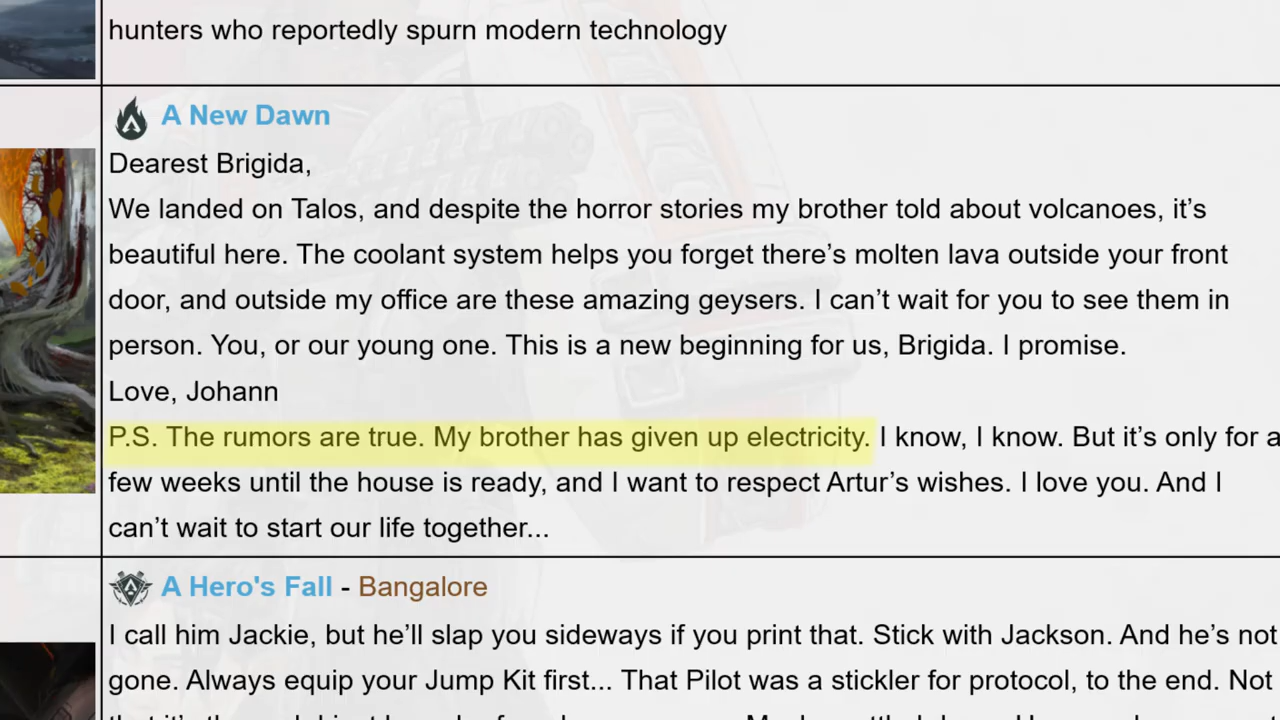 hunters who reportedly spurn modern technology
A New Dawn
Dearest Brigida,
We landed on Talos, and despite the horror stories my brother told about volcanoes, it’s
beautiful here. The coolant system helps you forget there’s molten lava outside your front
door, and outside my office are these amazing geysers. I can’t wait for you to see them in
person. You, or our young one. This is a new beginning for us, Brigida. I promise.
Love, Johann
P.S. The rumors are true. My brother has given up electricity. I know, I know. But it’s only for a
few weeks until the house is ready, and I want to respect Artur’s wishes. I love you. And I
can’t wait to start our life together...
A Hero's Fall - Bangalore
I call him Jackie, but he’ll slap you sideways if you print that. Stick with Jackson. And he’s not
gone. Always equip your Jump Kit first... That Pilot was a stickler for protocol, to the end. Not